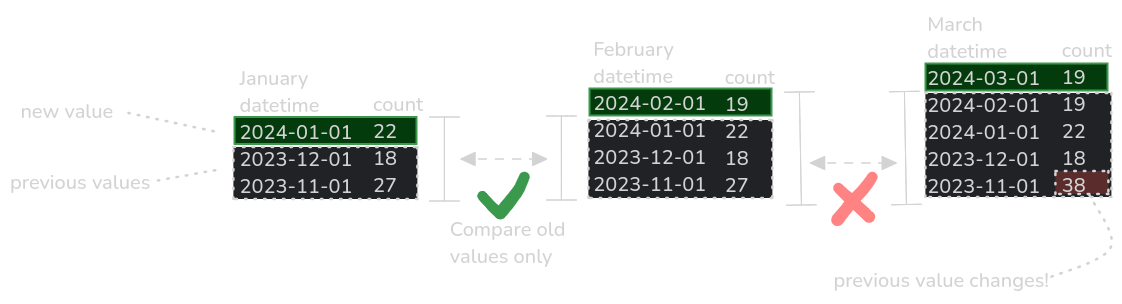 new value
previous values
January
datetime count
2024-01-01 22
2023-12-01 18
2023-11-01 27
Compare old
values only
February
datetime count
2024-02-01 19
2024-01-01 22
2023-12-01 18
2023-11-01 27
March
datetime count
2024-03-01 19
2024-02-01 19
2024-01-01 22
2023-12-01 18
2023-11-01 38
previous value changes!